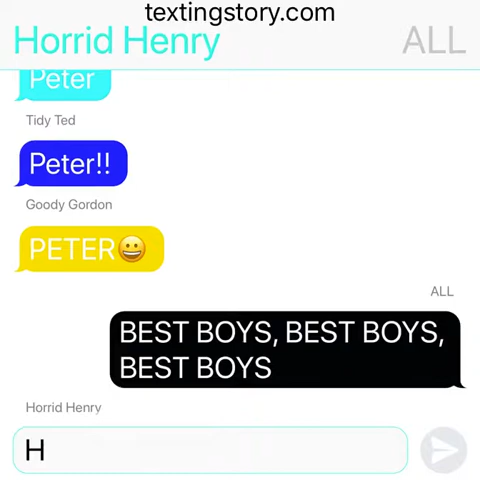 textingstory.com
Horrid Henry
ALL
Peter
Tidy Ted
Peter!!
Goody Gordon
PETER😀
ALL
BEST BOYS, BEST BOYS,
BEST BOYS
Horrid Henry
H